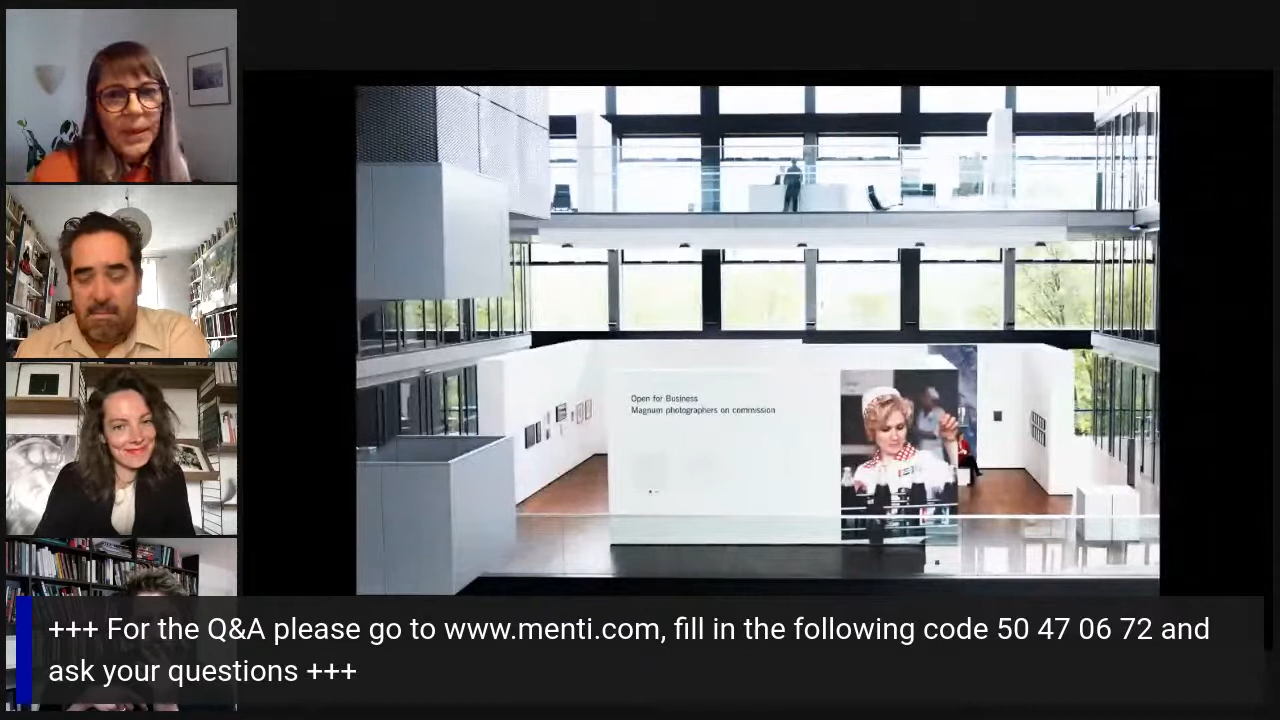 Open for Business
Magnum photographers on commission
+++ For the Q&A please go to www.menti.com, fill in the following code 50 47 06 72 and
ask your questions +++